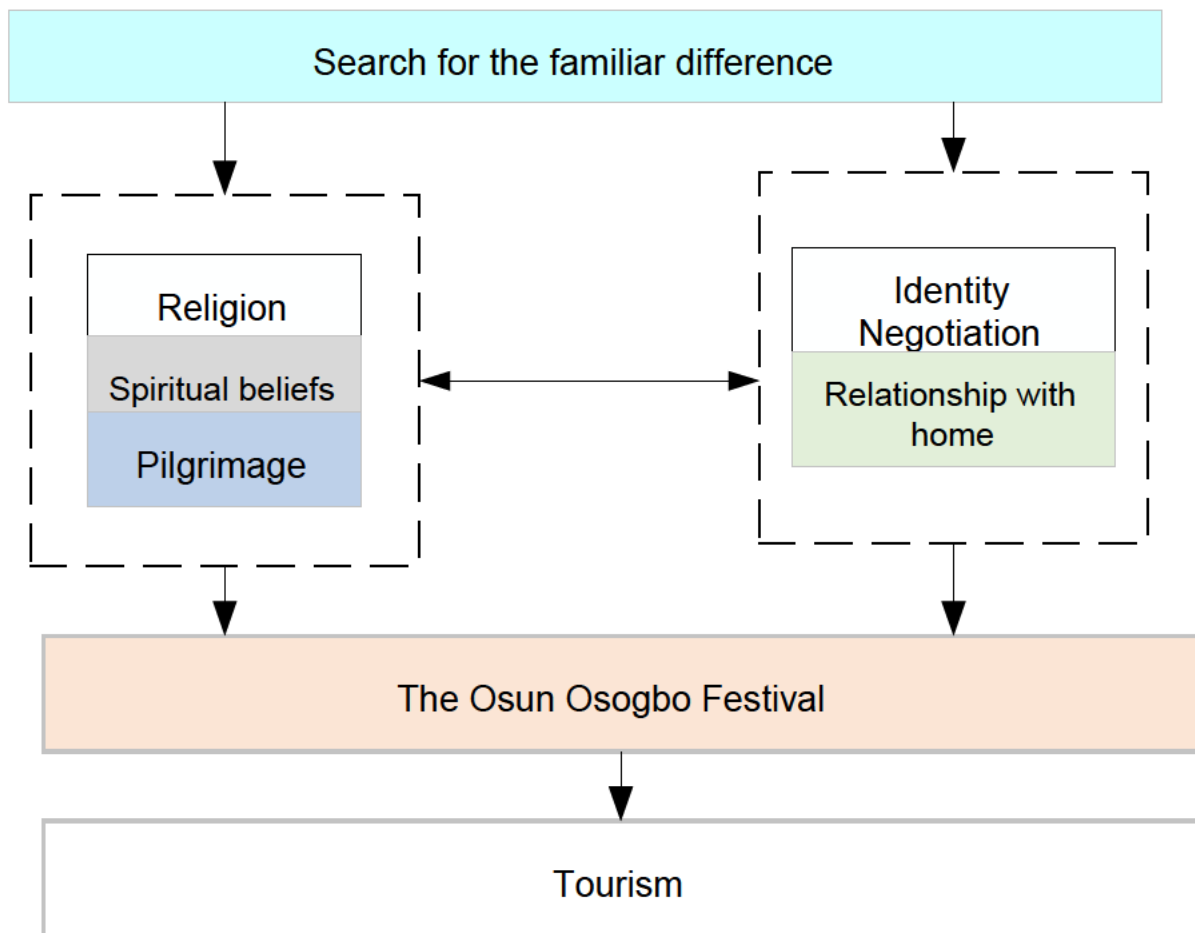 Search for the familiar difference
Religion
Spiritual beliefs
Pilgrimage
Identity
Negotiation
Relationship with
home
The Osun Osogbo Festival
Tourism